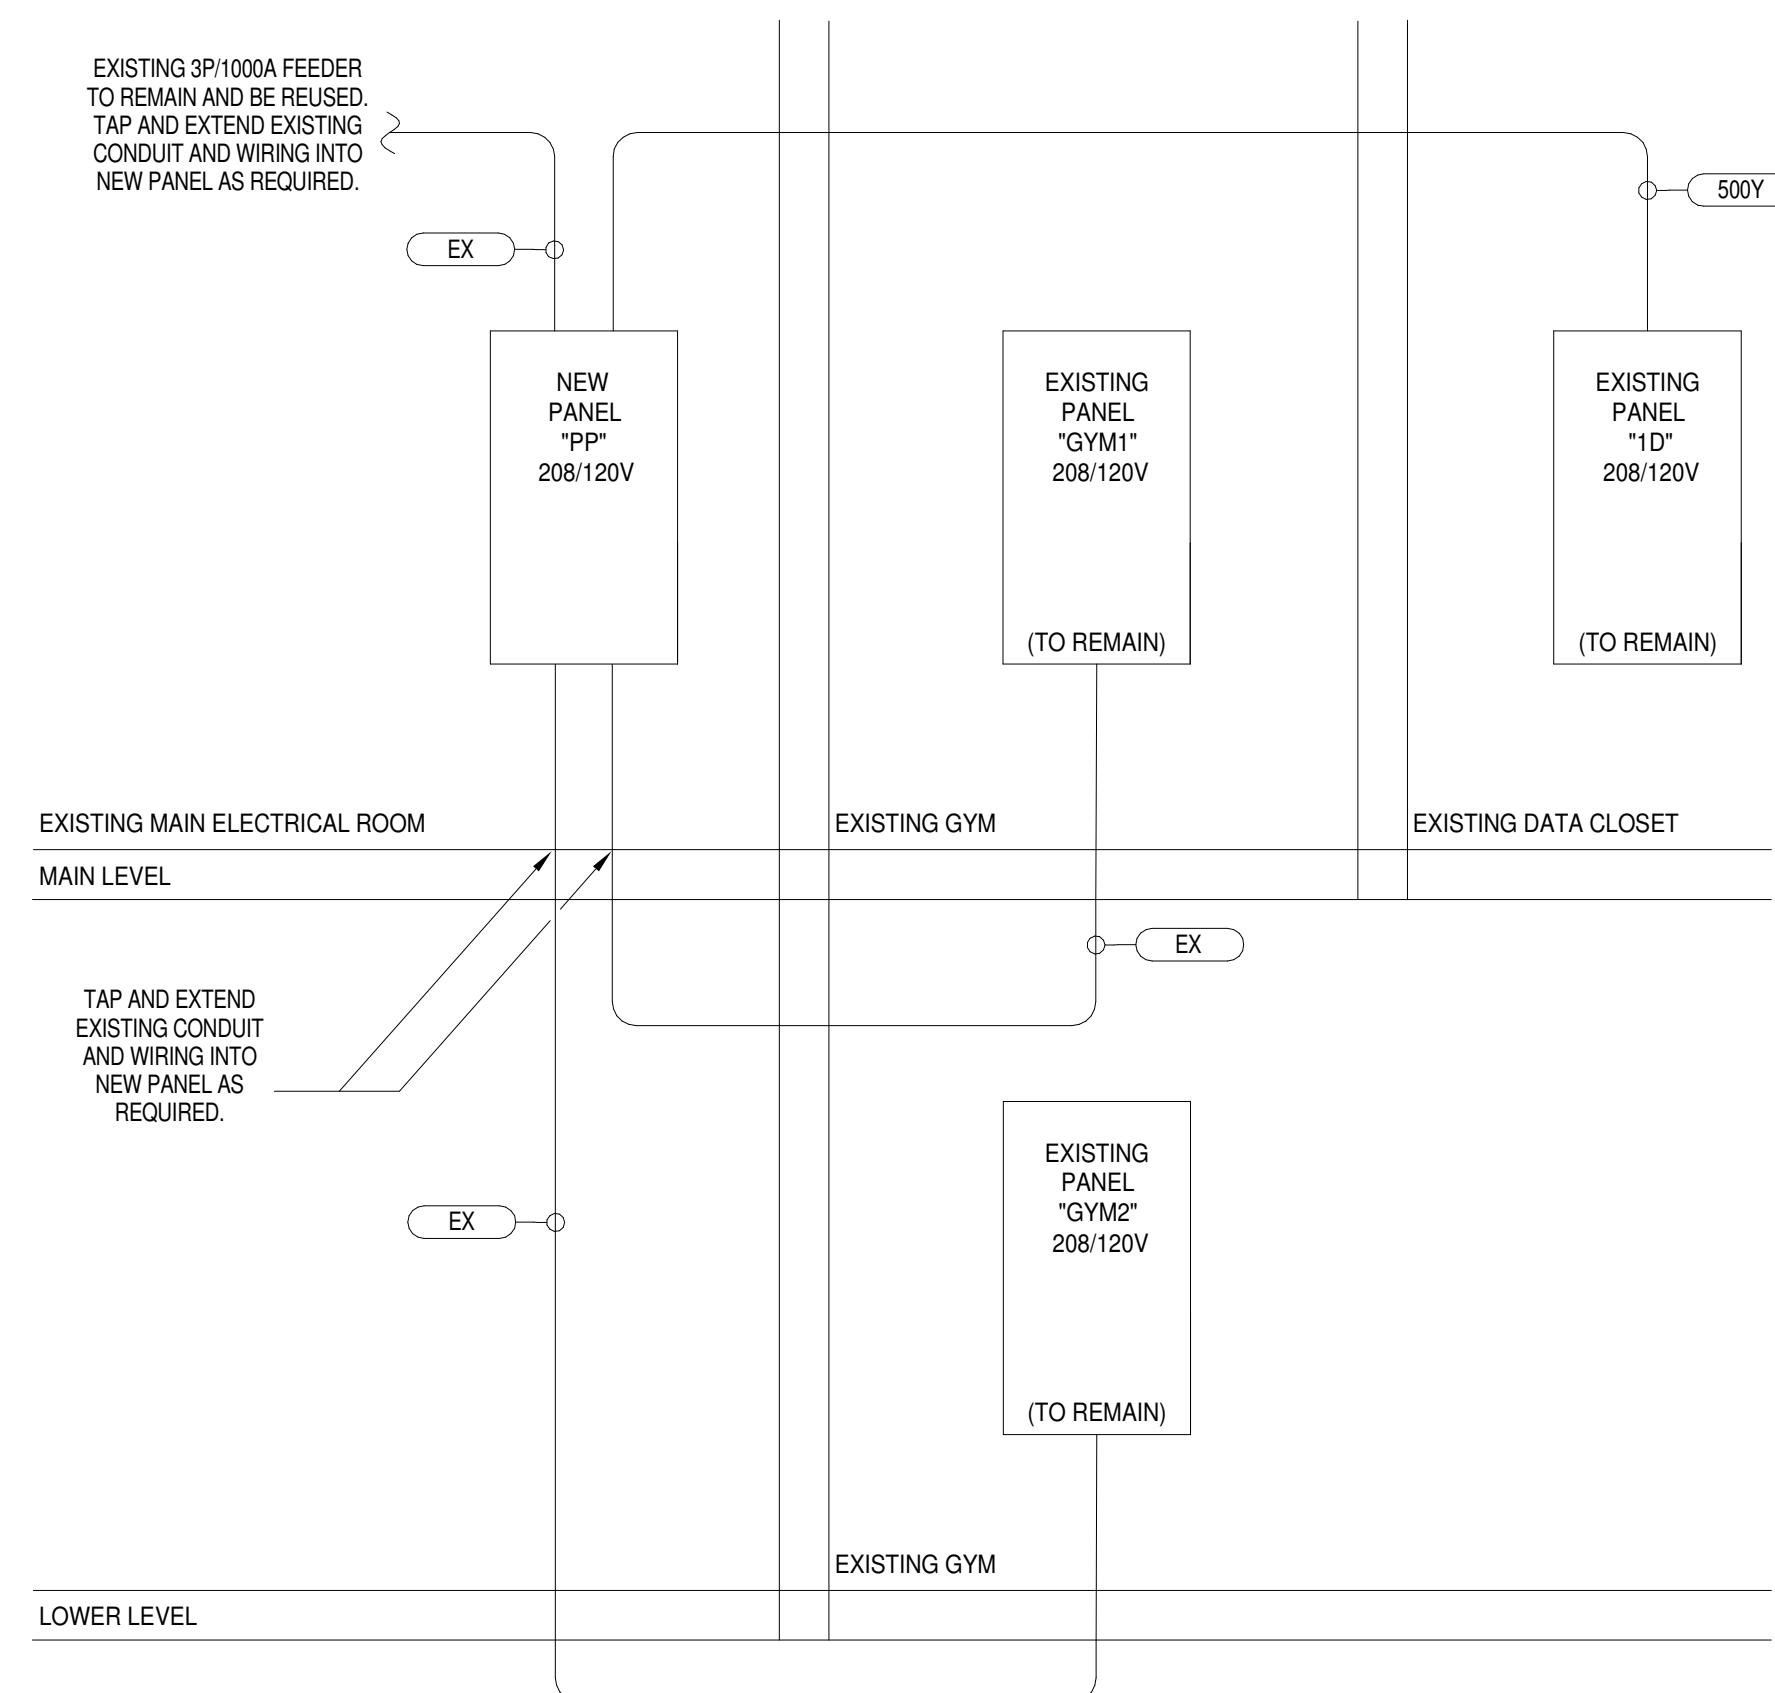 EXISTING 3P/1000A FEEDER
TO REMAIN AND BE REUSED.
TAP AND EXTEND EXISTING
CONDUIT AND WIRING INTO
NEW PANEL AS REQUIRED.
500Y
EX
NEW
PANEL
"PP"
208/120V
EXISTING
PANEL
"GYM1"
208/120V
(TO REMAIN)
EXISTING
PANEL
"1D"
208/120V
(TO REMAIN)
EXISTING MAIN ELECTRICAL ROOM
EXISTING GYM
EXISTING DATA CLOSET
MAIN LEVEL
EX
TAP AND EXTEND
EXISTING CONDUIT
AND WIRING INTO
NEW PANEL AS
REQUIRED.
EX
EXISTING
PANEL
"GYM2"
208/120V
(TO REMAIN)
EXISTING GYM
LOWER LEVEL